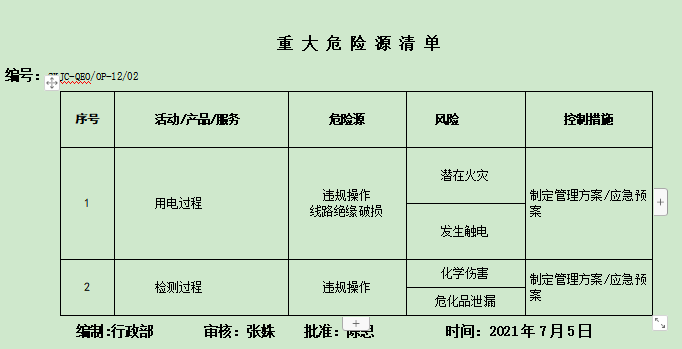 重大危险源清单
编号：JC-QEO/OP-12/02
序号 活动/产品/服务 危险源 风险 控制措施
1 用电过程 违规操作 线路绝缘破损 潜在火灾 制定管理方案/应急预案
发生触电
2 检测过程 违规操作 化学伤害 制定管理方案/应急预案
危化品泄漏
编制:行政部 审核：张姝 批准： 时间：2021年7月5日